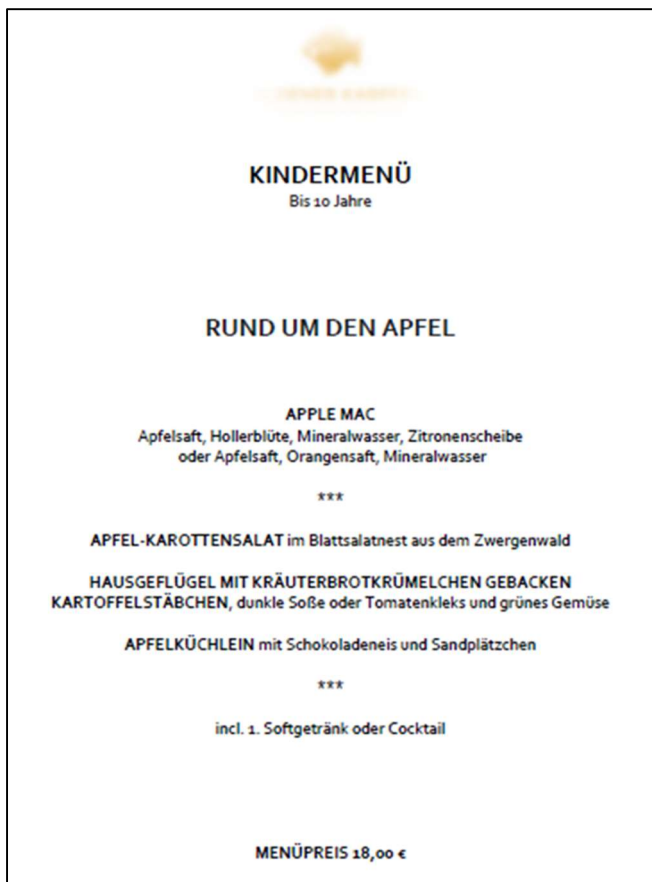 KINDERMENÜ
Bis 10 Jahre
RUND UM DEN APFEL
APPLE MAC
Apfelsaft, Hollerblüte, Mineralwasser, Zitronenscheibe
oder Apfelsaft, Orangensaft, Mineralwasser
***
APFEL-KAROTTENSALAT im Blattsalatnest aus dem Zwergenwald
HAUSGEFLÜGEL MIT KRÄUTERBROTKRÜMELCHEN GEBACKEN
KARTOFFELSTÄBCHEN, dunkle Soße oder Tomatenkleks und grünes Gemüse
APFELKÜCHLEIN mit Schokoladeneis und Sandplätzchen
***
incl. 1. Softgetränk oder Cocktail
MENÜPREIS 18,00 €